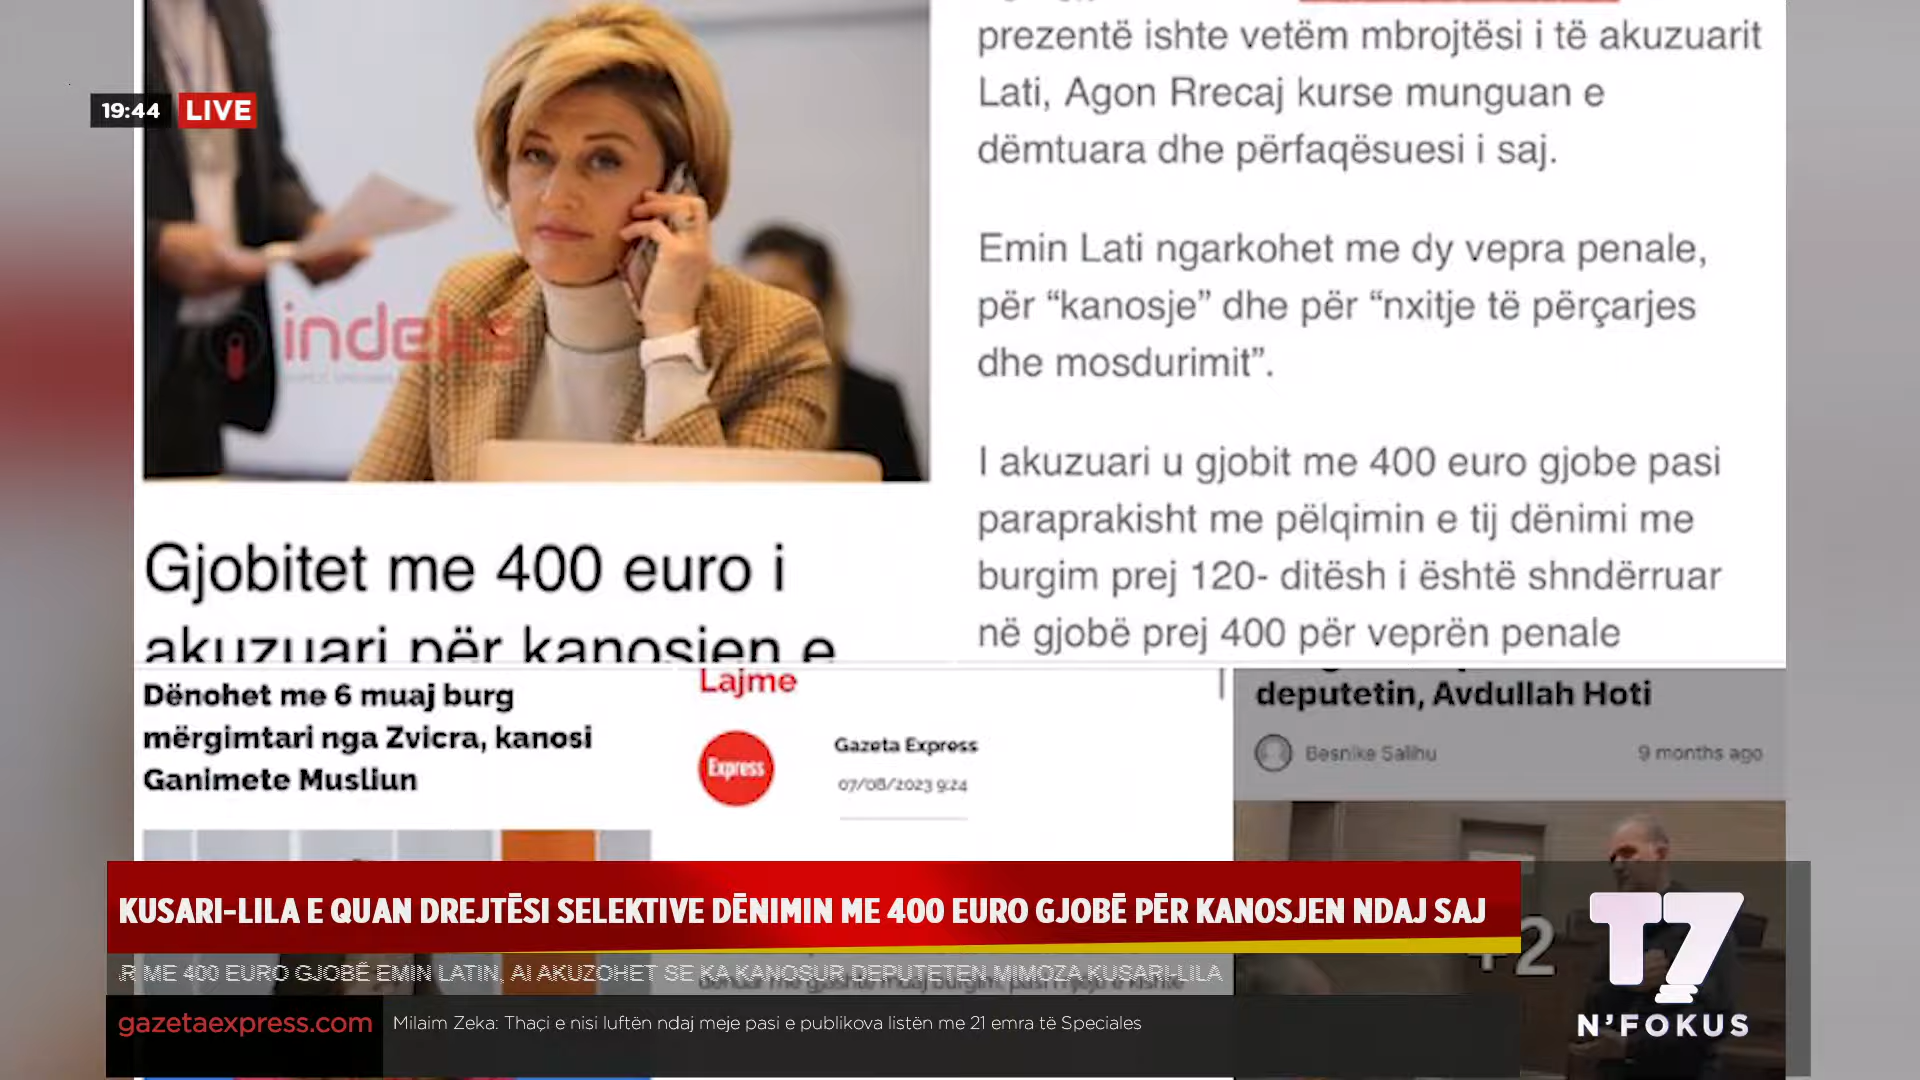 19:44 LIVE
indeks
Gjobitet me 400 euro i
akuzuari për kanosjen e
prezentë ishte vetëm mbrojtësi i të akuzuarit
Lati, Agon Rrecaj kurse munguan e
dëmtuara dhe përfaqësuesi i saj.
Emin Lati ngarkohet me dy vepra penale,
për “kanosje” dhe për “nxitje të përçarjes
dhe mosdurimit”.
I akuzuari u gjobit me 400 euro gjobe pasi
paraprakisht me pëlqimin e tij dënimi me
burgim prej 120- ditësh i është shndërruar
në gjobë prej 400 për veprën penale
Dënohet me 6 muaj burg
mërgimtari nga Zvicra, kanosi
Ganimete Musliun
Lajme
Express
Gazeta Express
07/08/2023 9:24
deputetin, Avdullah Hoti
Besnike Salihu 9 months ago
+2
KUSARI-LILA E QUAN DREJTËSI SELEKTIVE DËNIMIN ME 400 EURO GJOBË PËR KANOSJEN NDAJ SAJ
R ME 400 EURO GJOBË EMIN LATIN, AI AKUZOHET SE KA KANOSUR DEPUTETEN MIMOZA KUSARI-LILA
gazetaexpress.com Milaim Zeka: Thaçi e nisi luftën ndaj meje pasi e publikova listën me 21 emra të Speciales
T7
N'FOKUS